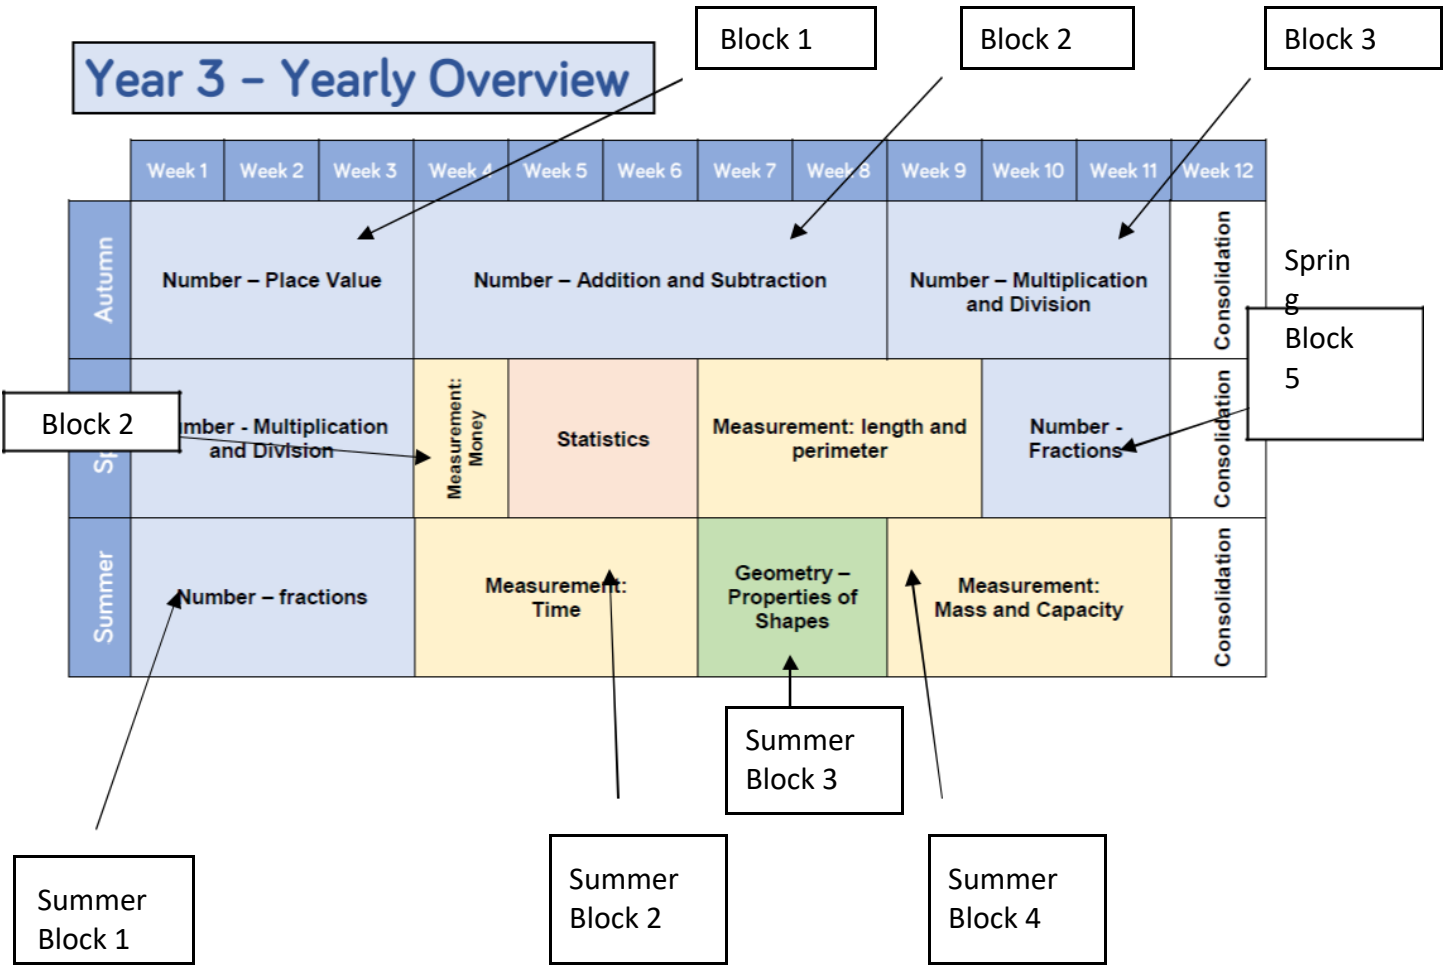 Block 1
Block 2
Block 3
Year 3 – Yearly Overview
Week 1 Week 2 Week 3 Week 4 Week 5 Week 6 Week 7 Week 8 Week 9 Week 10 Week 11 Week 12
Autumn
Number – Place Value
Number – Addition and Subtraction
Number – Multiplication
and Division
Consolidation
Sprin
g
Block
5
Block 2
Sp
mber - Multiplication
and Division
Measurement:
Money
Statistics
Measurement: length and
perimeter
Number -
Fractions
Consolidation
Summer
Number – fractions
Measurement:
Time
Geometry –
Properties of
Shapes
Measurement:
Mass and Capacity
Consolidation
Summer
Block 3
Summer
Block 1
Summer
Block 2
Summer
Block 4